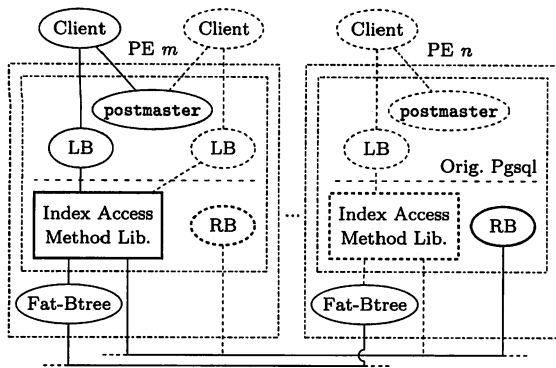 Client
Client
Client
PE m
PE n
postmaster
postmaster
LB
LB
LB
Orig. Pgsql
Index Access
Method Lib.
RB
...
Index Access
Method Lib.
RB
Fat-Btree
Fat-Btree